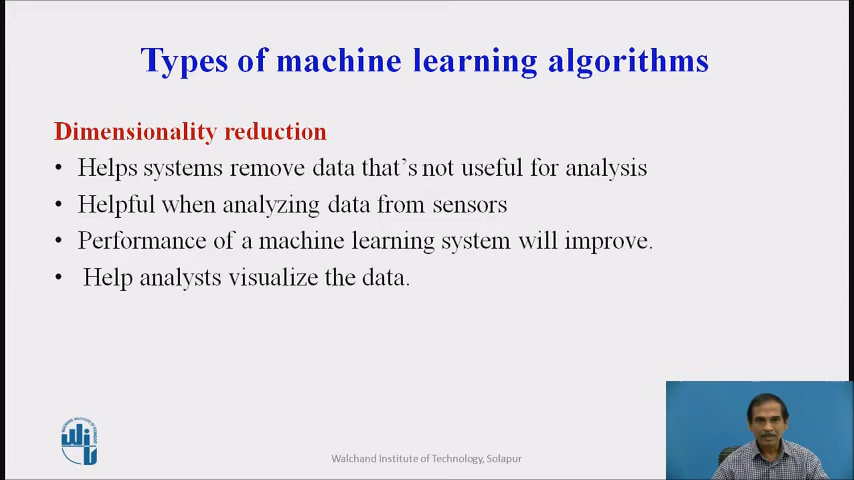 Types of machine learning algorithms
Dimensionality reduction
• Helps systems remove data that's not useful for analysis
• Helpful when analyzing data from sensors
• Performance of a machine learning system will improve.
• Help analysts visualize the data.
Walchand Institute of Technology, Solapur